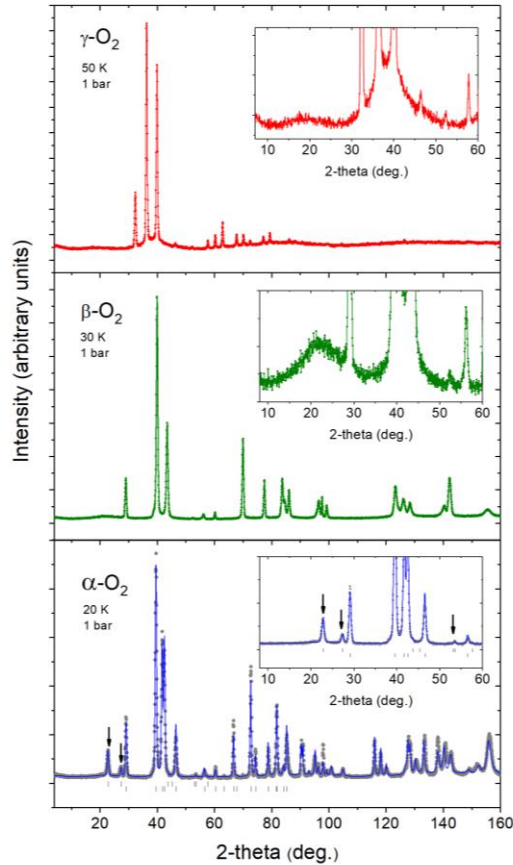 γ-O₂
50 K
1 bar
10 20 30 40 50 60
2-theta (deg.)
β-O₂
30 K
1 bar
10 20 30 40 50 60
2-theta (deg.)
Intensity (arbitrary units)
α-O₂
20 K
1 bar
10 20 30 40 50 60
2-theta (deg.)
20 40 60 80 100 120 140 160
2-theta (deg.)